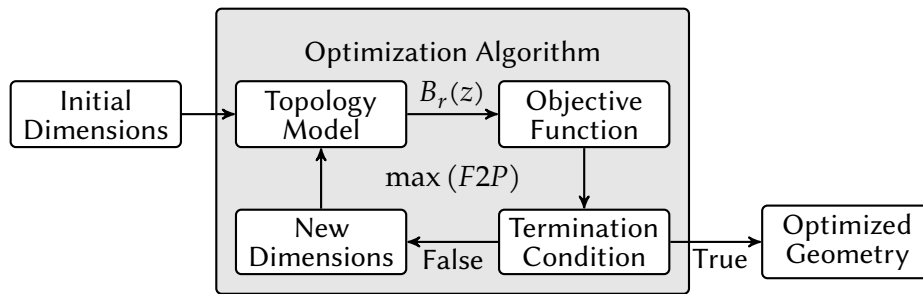 Optimization Algorithm
Initial
Dimensions
Topology
Model
B_r(z)
Objective
Function
max (F2P)
New
Dimensions
False
Termination
Condition
True
Optimized
Geometry